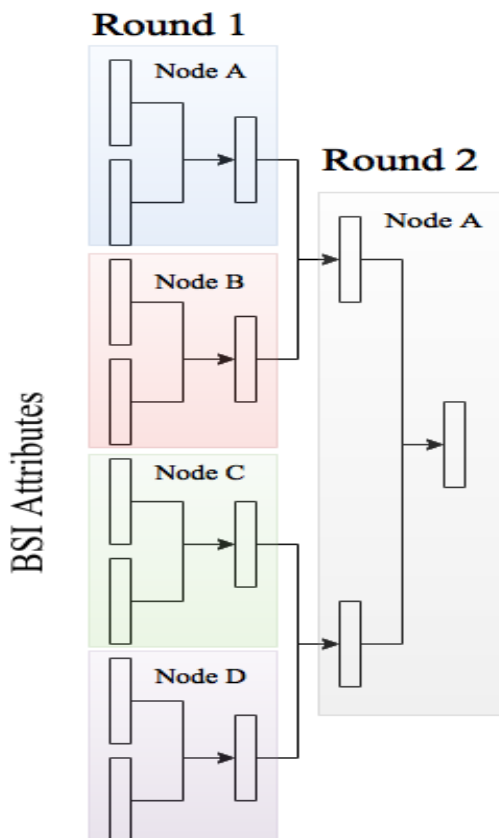 Round 1
Node A
Round 2
Node A
Node B
BSI Attributes
Node C
Node D